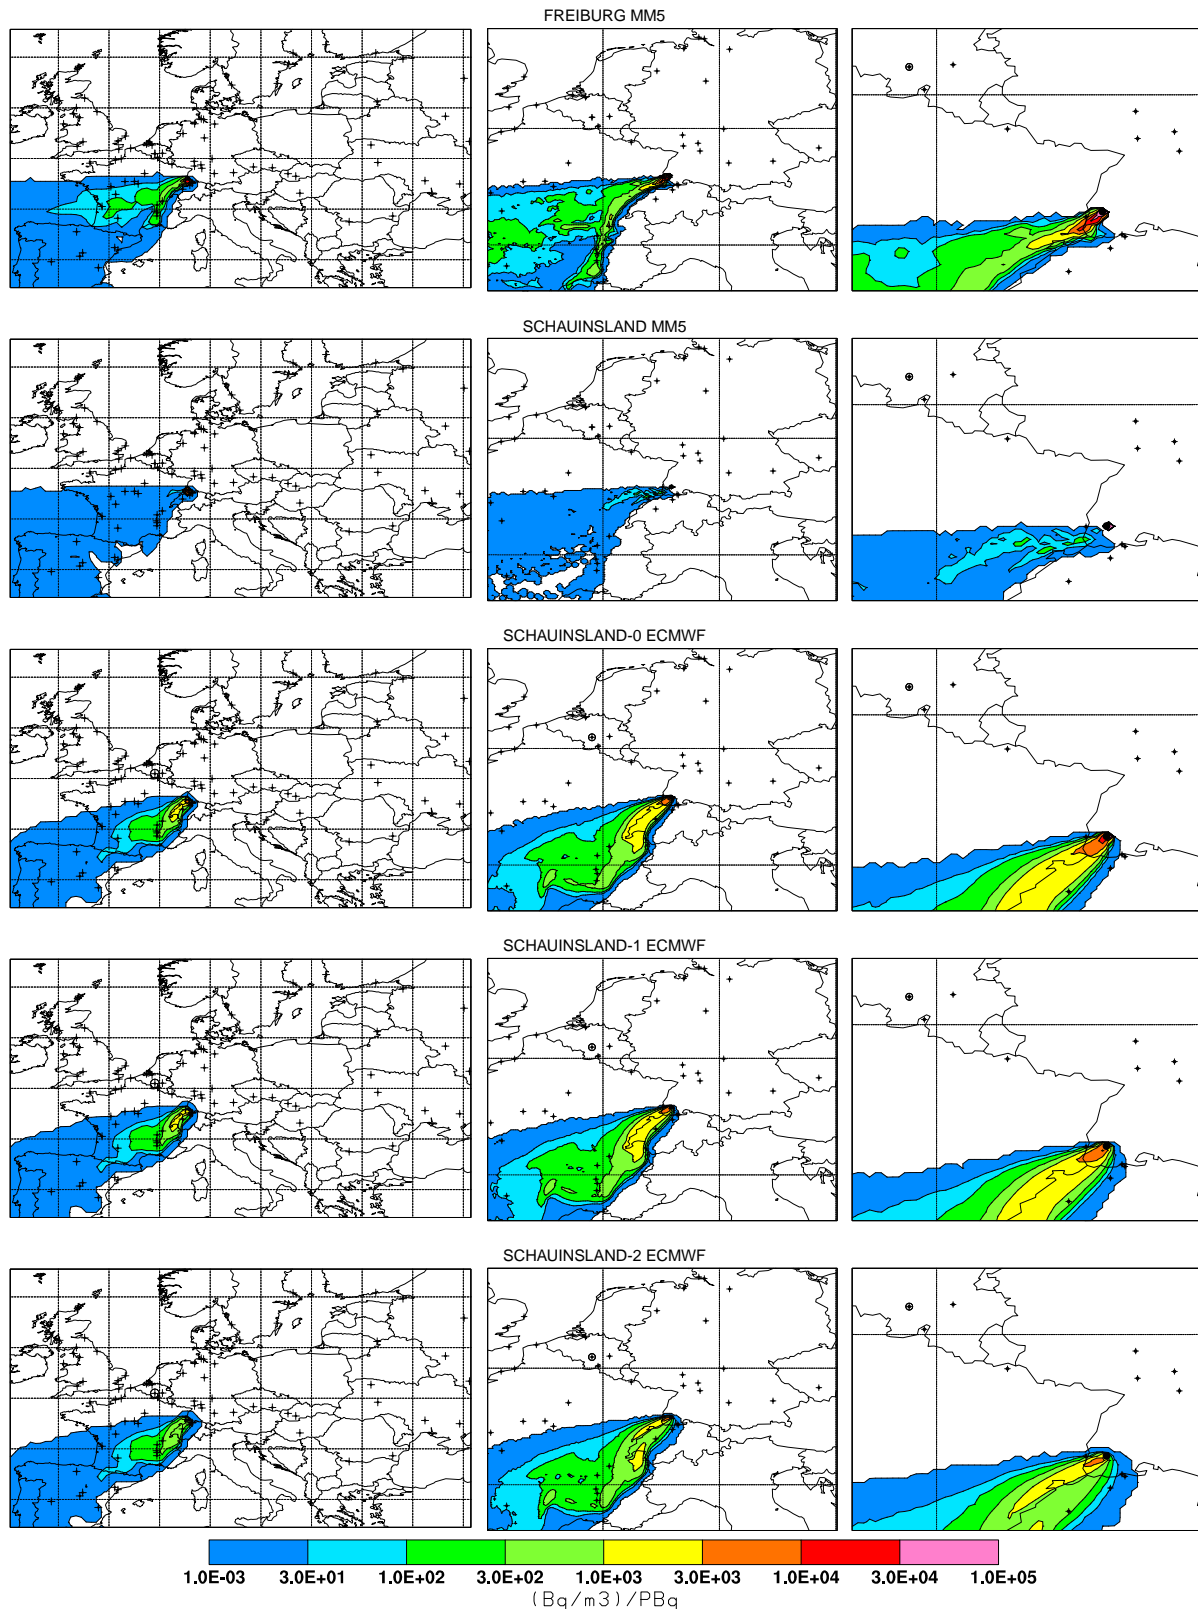 FREIBURG MM5
SCHAUINSLAND MM5
SCHAUINSLAND-0 ECMWF
SCHAUINSLAND-1 ECMWF
SCHAUINSLAND-2 ECMWF
1.0E-03 3.0E+01 1.0E+02 3.0E+02 1.0E+03 3.0E+03 1.0E+04 3.0E+04 1.0E+05
(Bq/m3)/PBq